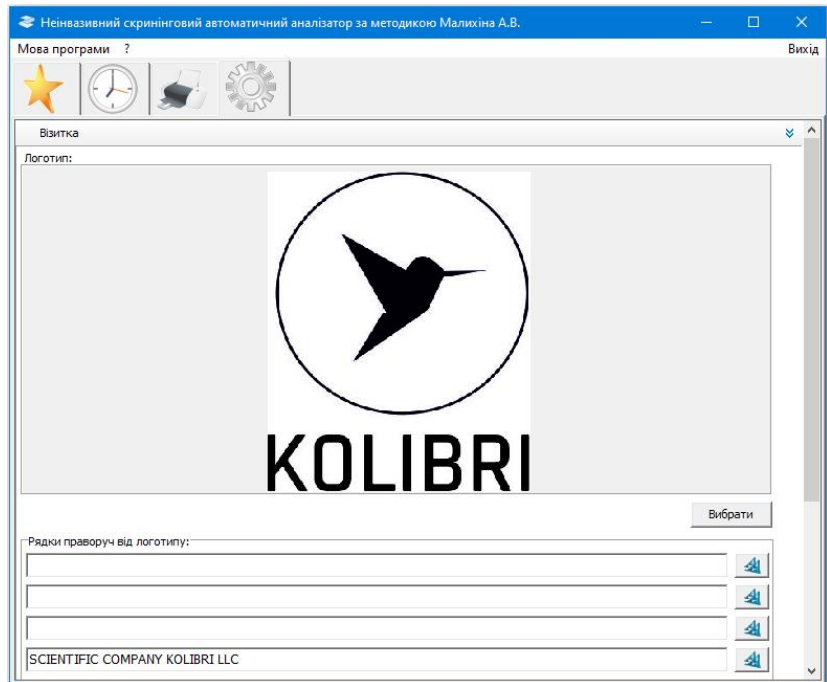 Неінвазивний скринінговий автоматичний аналізатор за методикою Малихіна А.В.
Мова програми ? Вихід
Візитка
Логотип:
KOLIBRI
Вибрати
Рядки праворуч від логотипу:
SCIENTIFIC COMPANY KOLIBRI LLC